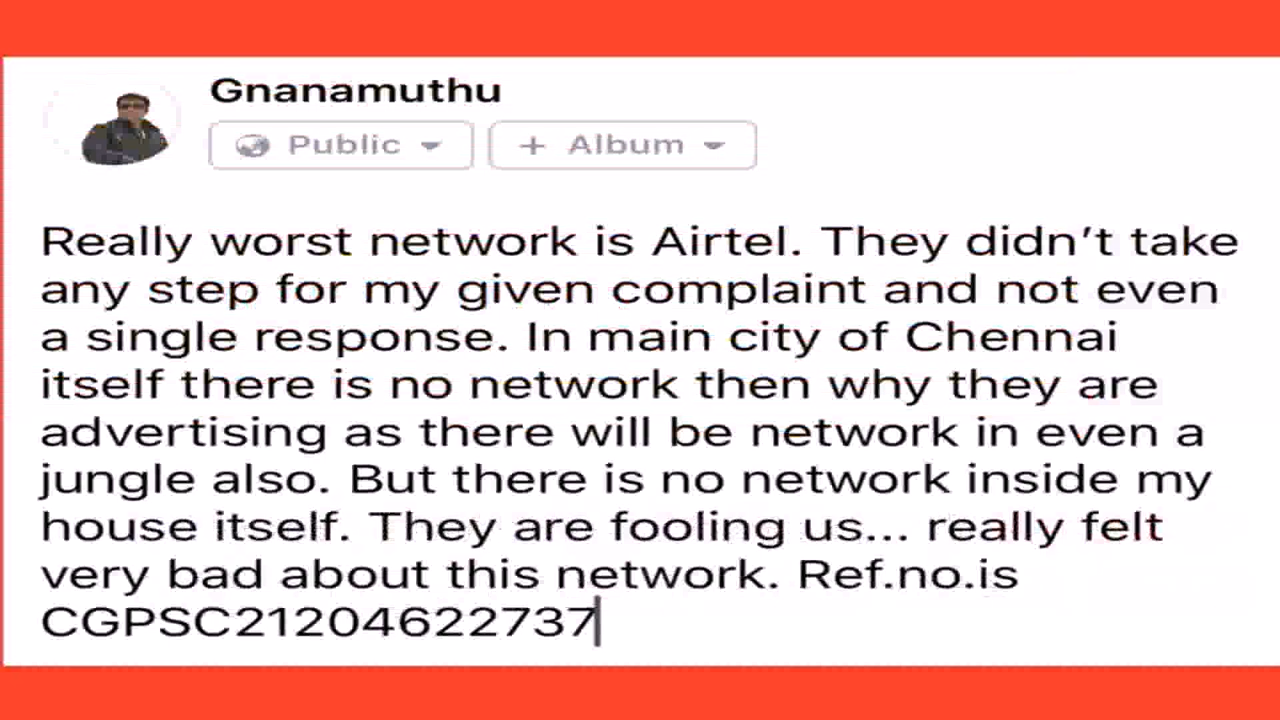 Gnanamuthu
Public
+ Album
Really worst network is Airtel. They didn’t take
any step for my given complaint and not even
a single response. In main city of Chennai
itself there is no network then why they are
advertising as there will be network in even a
jungle also. But there is no network inside my
house itself. They are fooling us... really felt
very bad about this network. Ref.no.is
CGPSC21204622737